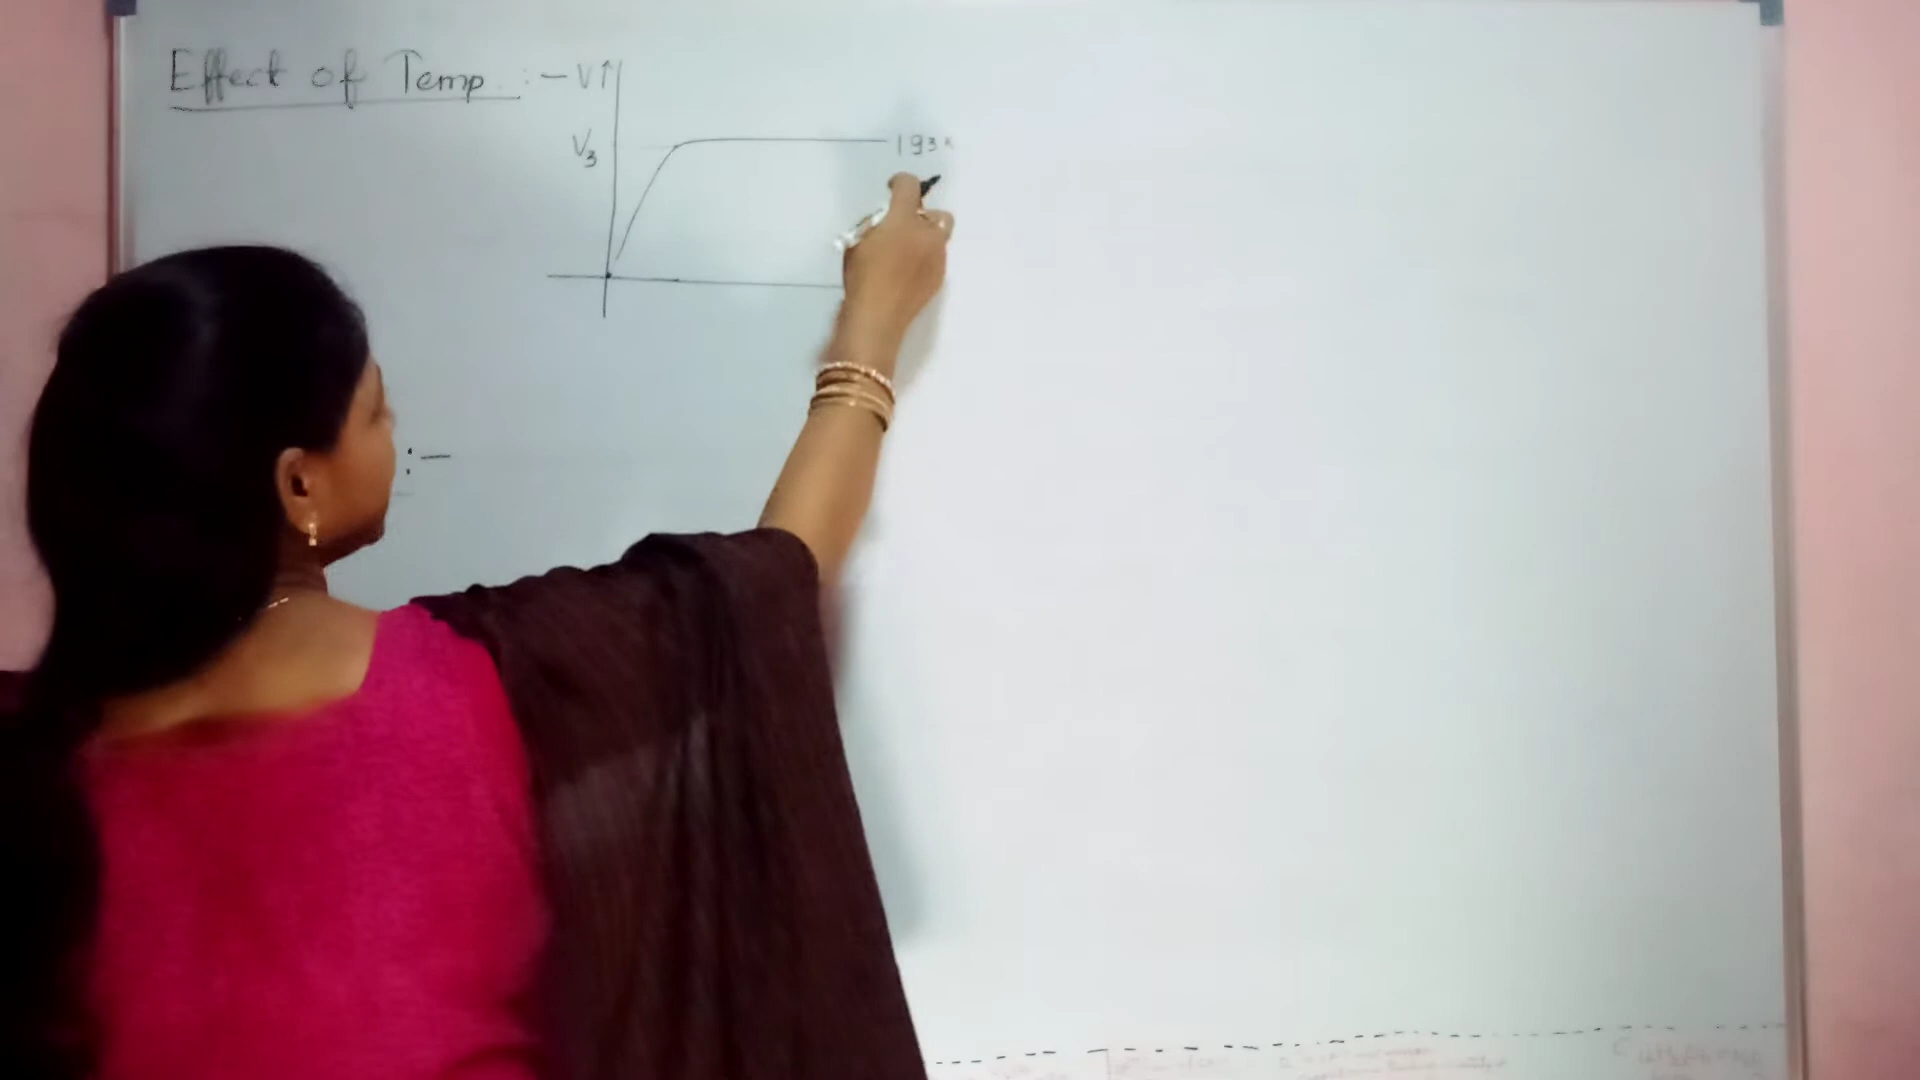 Effect of Temp :- V↑
V₃
193K
:-